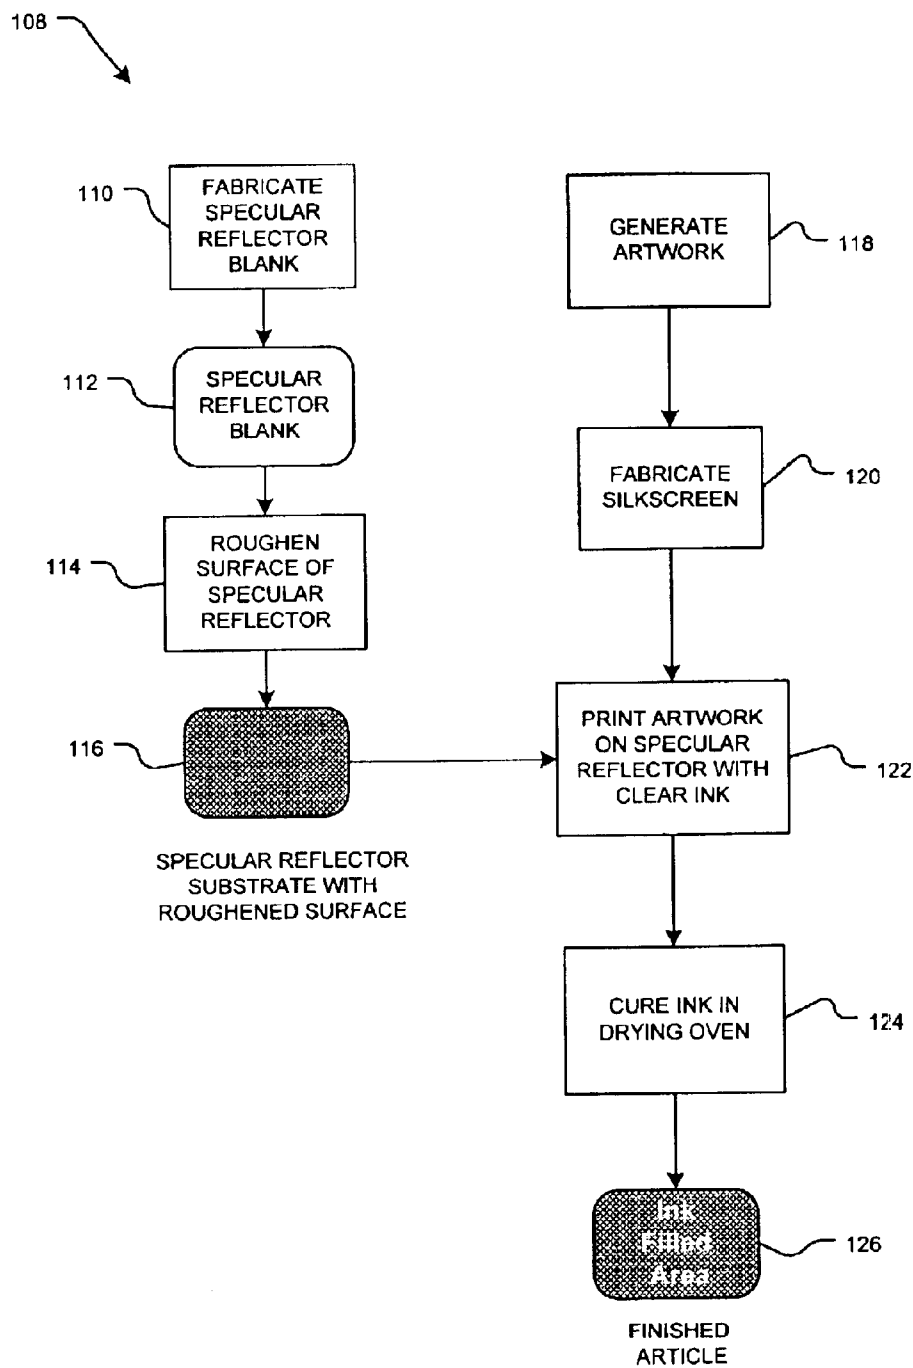 108
110
FABRICATE
SPECULAR
REFLECTOR
BLANK
112
SPECULAR
REFLECTOR
BLANK
114
ROUGHEN
SURFACE OF
SPECULAR
REFLECTOR
116
SPECULAR REFLECTOR
SUBSTRATE WITH
ROUGHENED SURFACE
GENERATE
ARTWORK
118
FABRICATE
SILKSCREEN
120
PRINT ARTWORK
ON SPECULAR
REFLECTOR WITH
CLEAR INK
122
CURE INK IN
DRYING OVEN
124
Ink
Filled
Area
126
FINISHED
ARTICLE